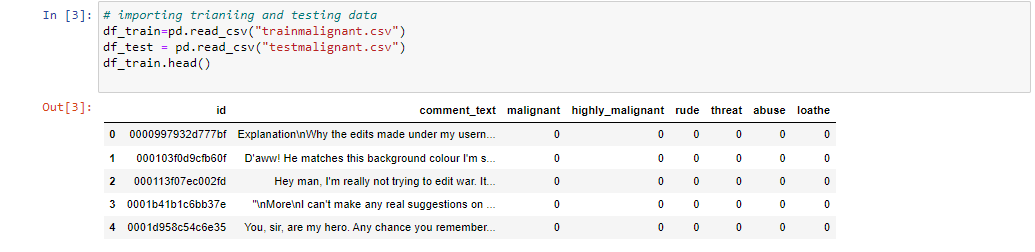 In [3]: # importing trianiing and testing data
df_train=pd.read_csv("trainmalignant.csv")
df_test = pd.read_csv("testmalignant.csv")
df_train.head()
Out[3]:
id comment_text malignant highly_malignant rude threat abuse loathe
0 0000997932d777bf Explanation\nWhy the edits made under my usern... 0 0 0 0 0 0
1 000103f0d9cfb60f D'aww! He matches this background colour I'm s... 0 0 0 0 0 0
2 000113f07ec002fd Hey man, I'm really not trying to edit war. It... 0 0 0 0 0 0
3 0001b41b1c6bb37e "\nMore\nI can't make any real suggestions on ... 0 0 0 0 0 0
4 0001d958c54c6e35 You, sir, are my hero. Any chance you remember... 0 0 0 0 0 0